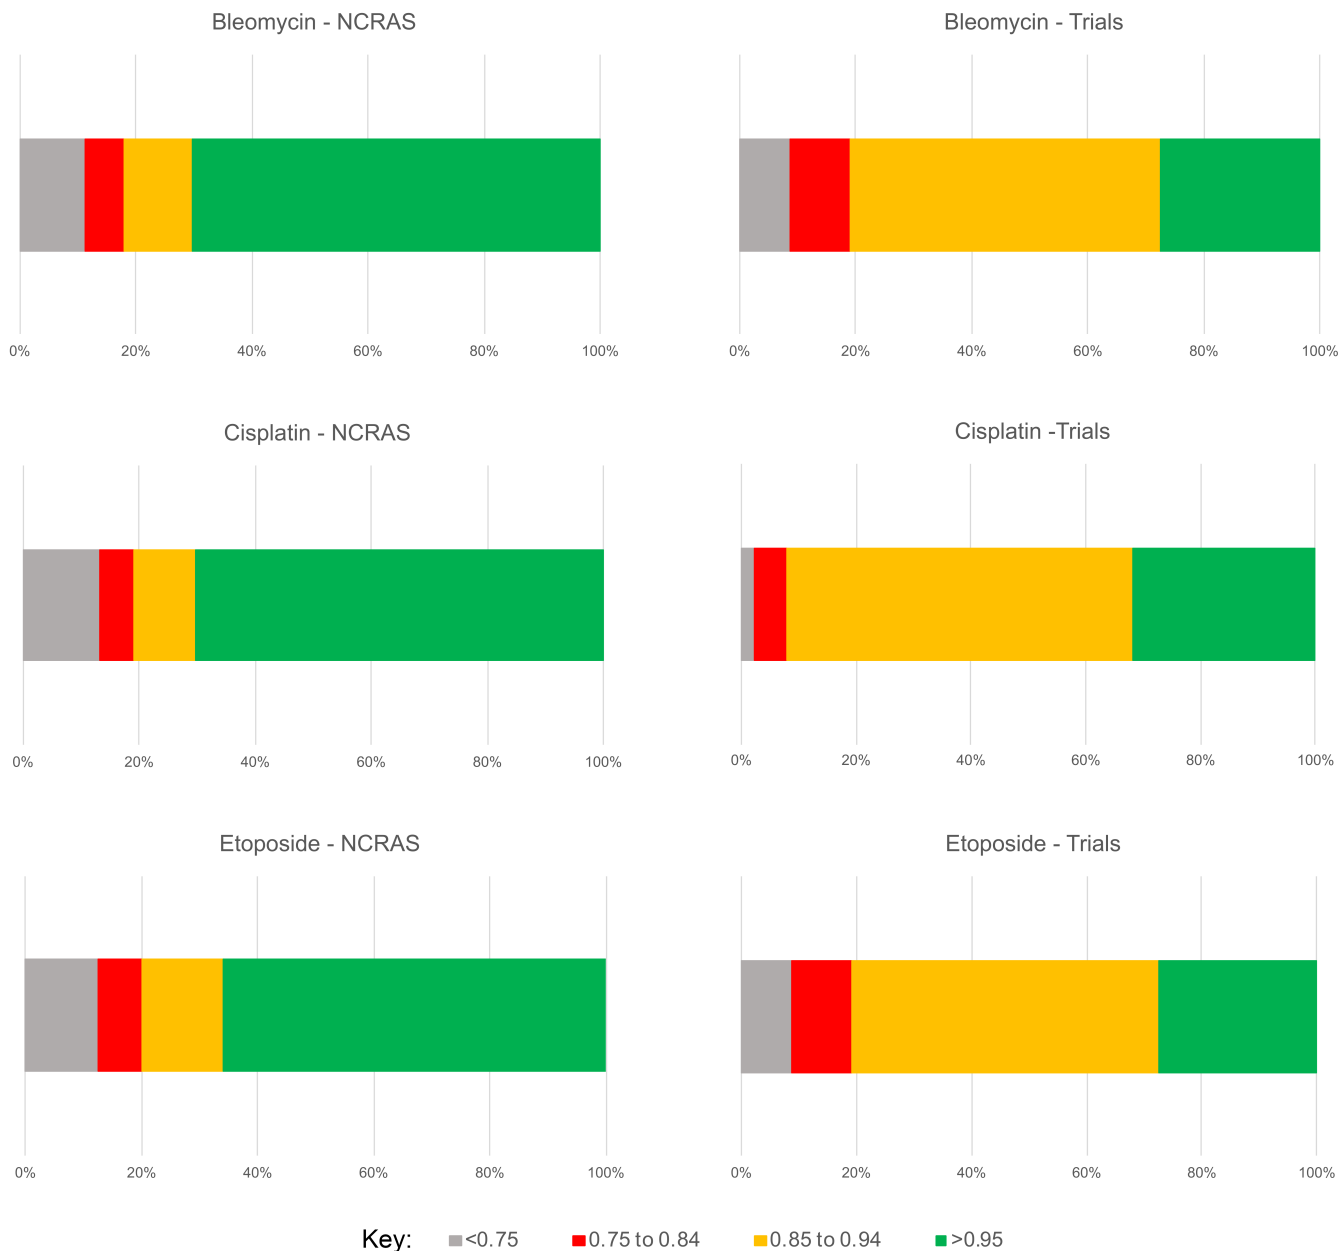 Bleomycin - NCRAS
Bleomycin - Trials
0% 20% 40% 60% 80% 100%
0% 20% 40% 60% 80% 100%
Cisplatin - NCRAS
Cisplatin -Trials
0% 20% 40% 60% 80% 100%
0% 20% 40% 60% 80% 100%
Etoposide - NCRAS
Etoposide - Trials
0% 20% 40% 60% 80% 100%
0% 20% 40% 60% 80% 100%
Key: <0.75 0.75 to 0.84 0.85 to 0.94 >0.95